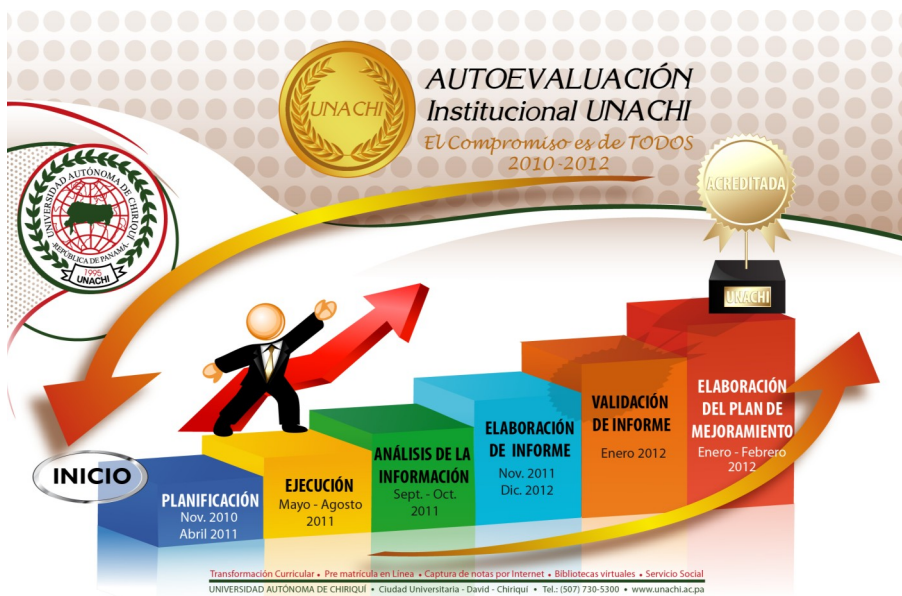 UNACHI
AUTOEVALUACIÓN
Institucional UNACHI
El Compromiso es de TODOS
2010-2012
UNIVERSIDAD AUTÓNOMA DE CHIRIQUÍ
-REPÚBLICA DE PANAMÁ-
1995
UNACHI
ACREDITADA
UNACHI
INICIO
PLANIFICACIÓN
Nov. 2010
Abril 2011
EJECUCIÓN
Mayo - Agosto
2011
ANÁLISIS DE LA
INFORMACIÓN
Sept. - Oct.
2011
ELABORACIÓN
DE INFORME
Nov. 2011
Dic. 2012
VALIDACIÓN
DE INFORME
Enero 2012
ELABORACIÓN
DEL PLAN DE
MEJORAMIENTO
Enero - Febrero
2012
Transformación Curricular • Pre matrícula en Línea • Captura de notas por Internet • Bibliotecas virtuales • Servicio Social
UNIVERSIDAD AUTÓNOMA DE CHIRIQUÍ • Ciudad Universitaria - David - Chiriquí • Tel.: (507) 730-5300 • www.unachi.ac.pa